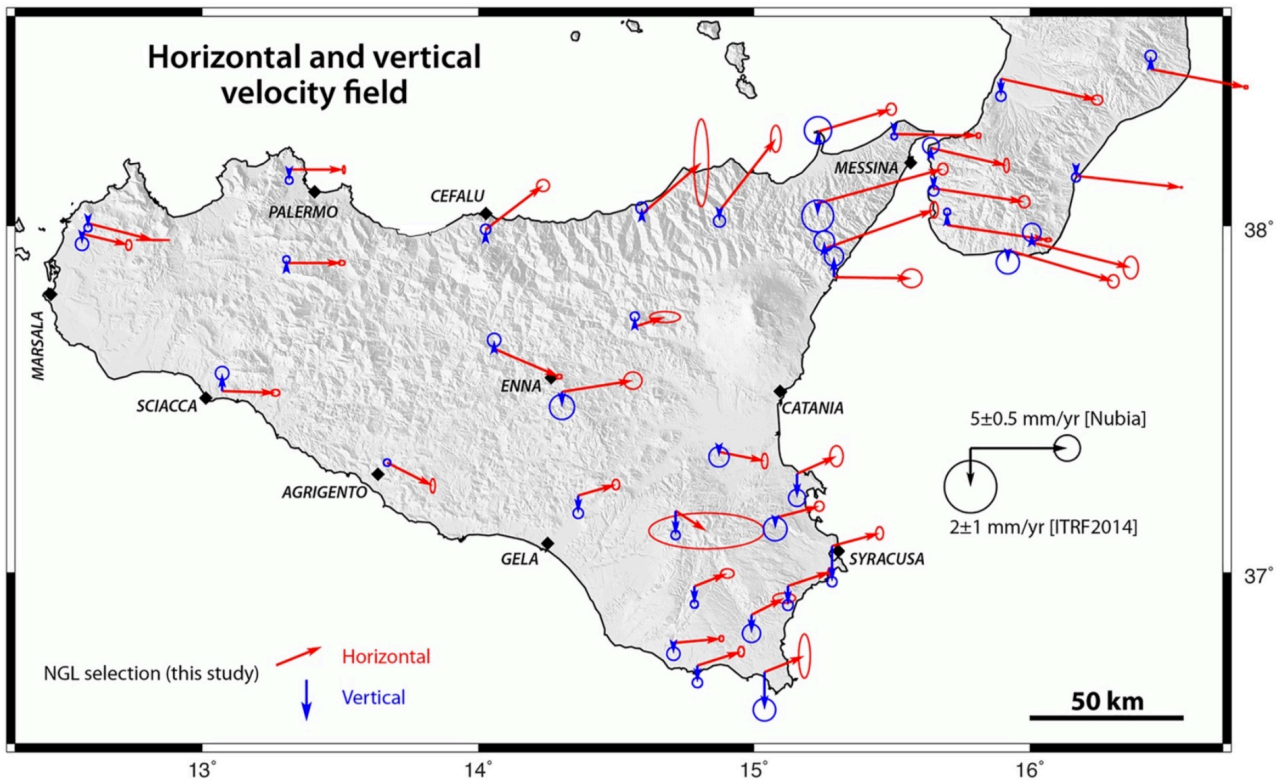 Horizontal and vertical
velocity field
MESSINA
CEFALU
PALERMO
38˚
MARSALA
ENNA
SCIACCA
CATANIA
5±0.5 mm/yr [Nubia]
AGRIGENTO
2±1 mm/yr [ITRF2014]
GELA
SYRACUSA
37˚
NGL selection (this study)
Horizontal
Vertical
50 km
13˚
14˚
15˚
16˚